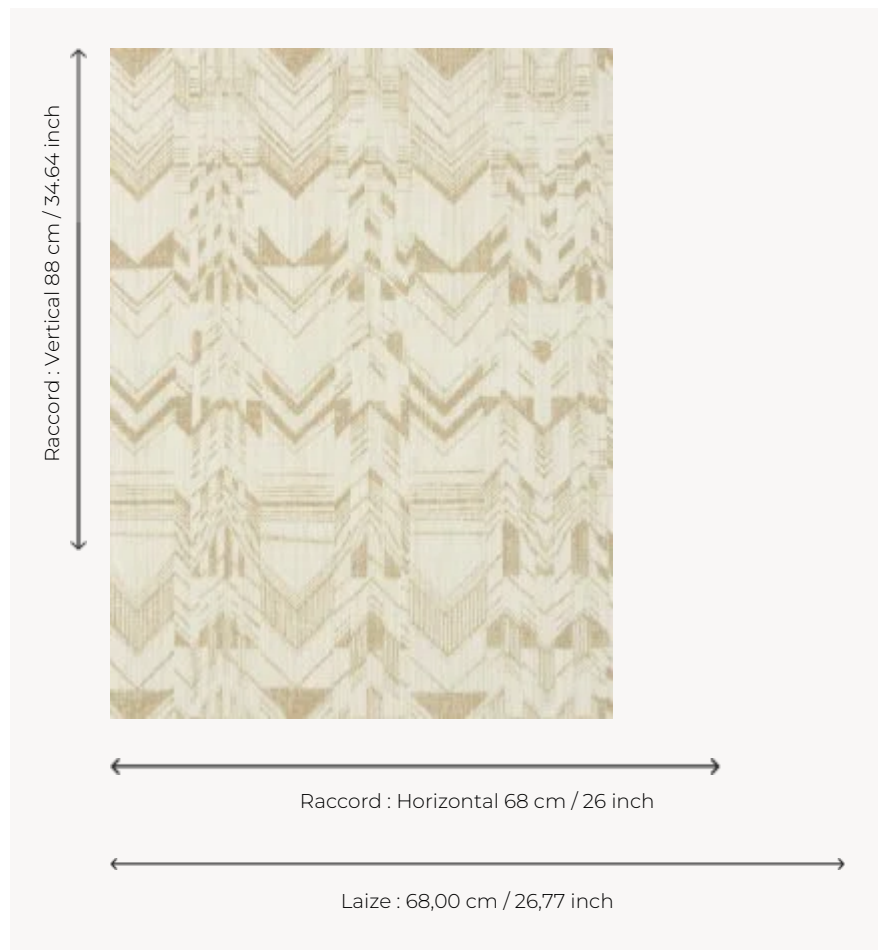 Raccord : Vertical 88 cm / 34.64 inch
Raccord : Horizontal 68 cm / 26 inch
Laize : 68,00 cm / 26,77 inch